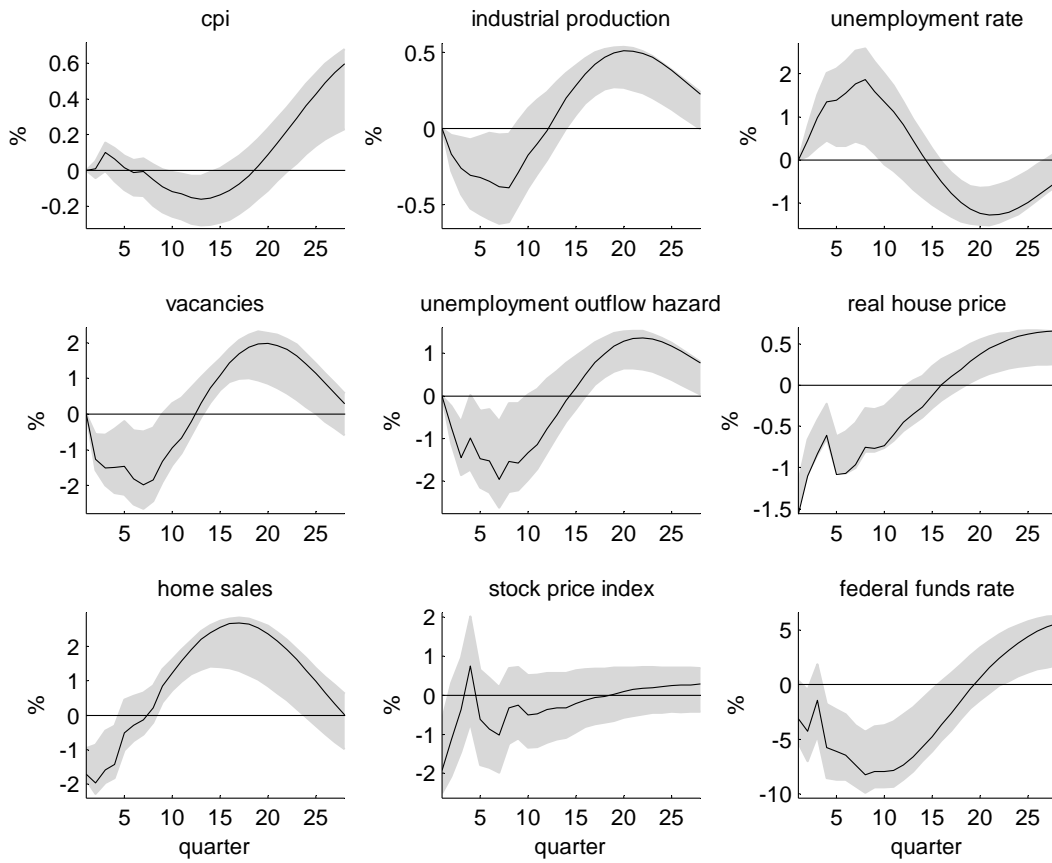 cpi
industrial production
unemployment rate
%
0.6
0.4
0.2
0
-0.2
5 10 15 20 25
%
0.5
0
-0.5
5 10 15 20 25
%
2
1
0
-1
5 10 15 20 25
vacancies
unemployment outflow hazard
real house price
%
2
1
0
-1
-2
5 10 15 20 25
%
1
0
-1
-2
5 10 15 20 25
%
0.5
0
-0.5
-1
-1.5
5 10 15 20 25
home sales
stock price index
federal funds rate
%
2
1
0
-1
-2
5 10 15 20 25
quarter
%
2
1
0
-1
-2
5 10 15 20 25
quarter
%
5
0
-5
-10
5 10 15 20 25
quarter